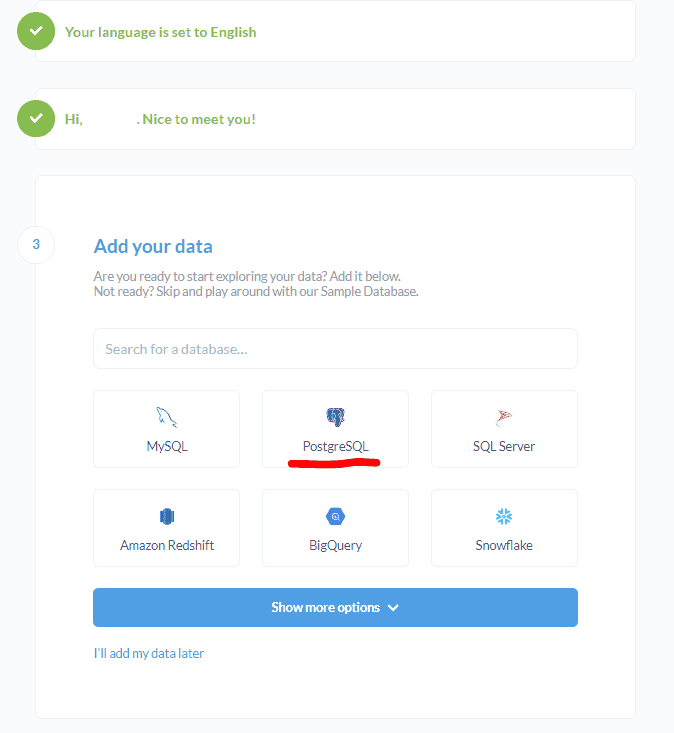 Your language is set to English
Hi, . Nice to meet you!
3
Add your data
Are you ready to start exploring your data? Add it below.
Not ready? Skip and play around with our Sample Database.
Search for a database...
MySQL
PostgreSQL
SQL Server
Amazon Redshift
BigQuery
Snowflake
Show more options
I'll add my data later